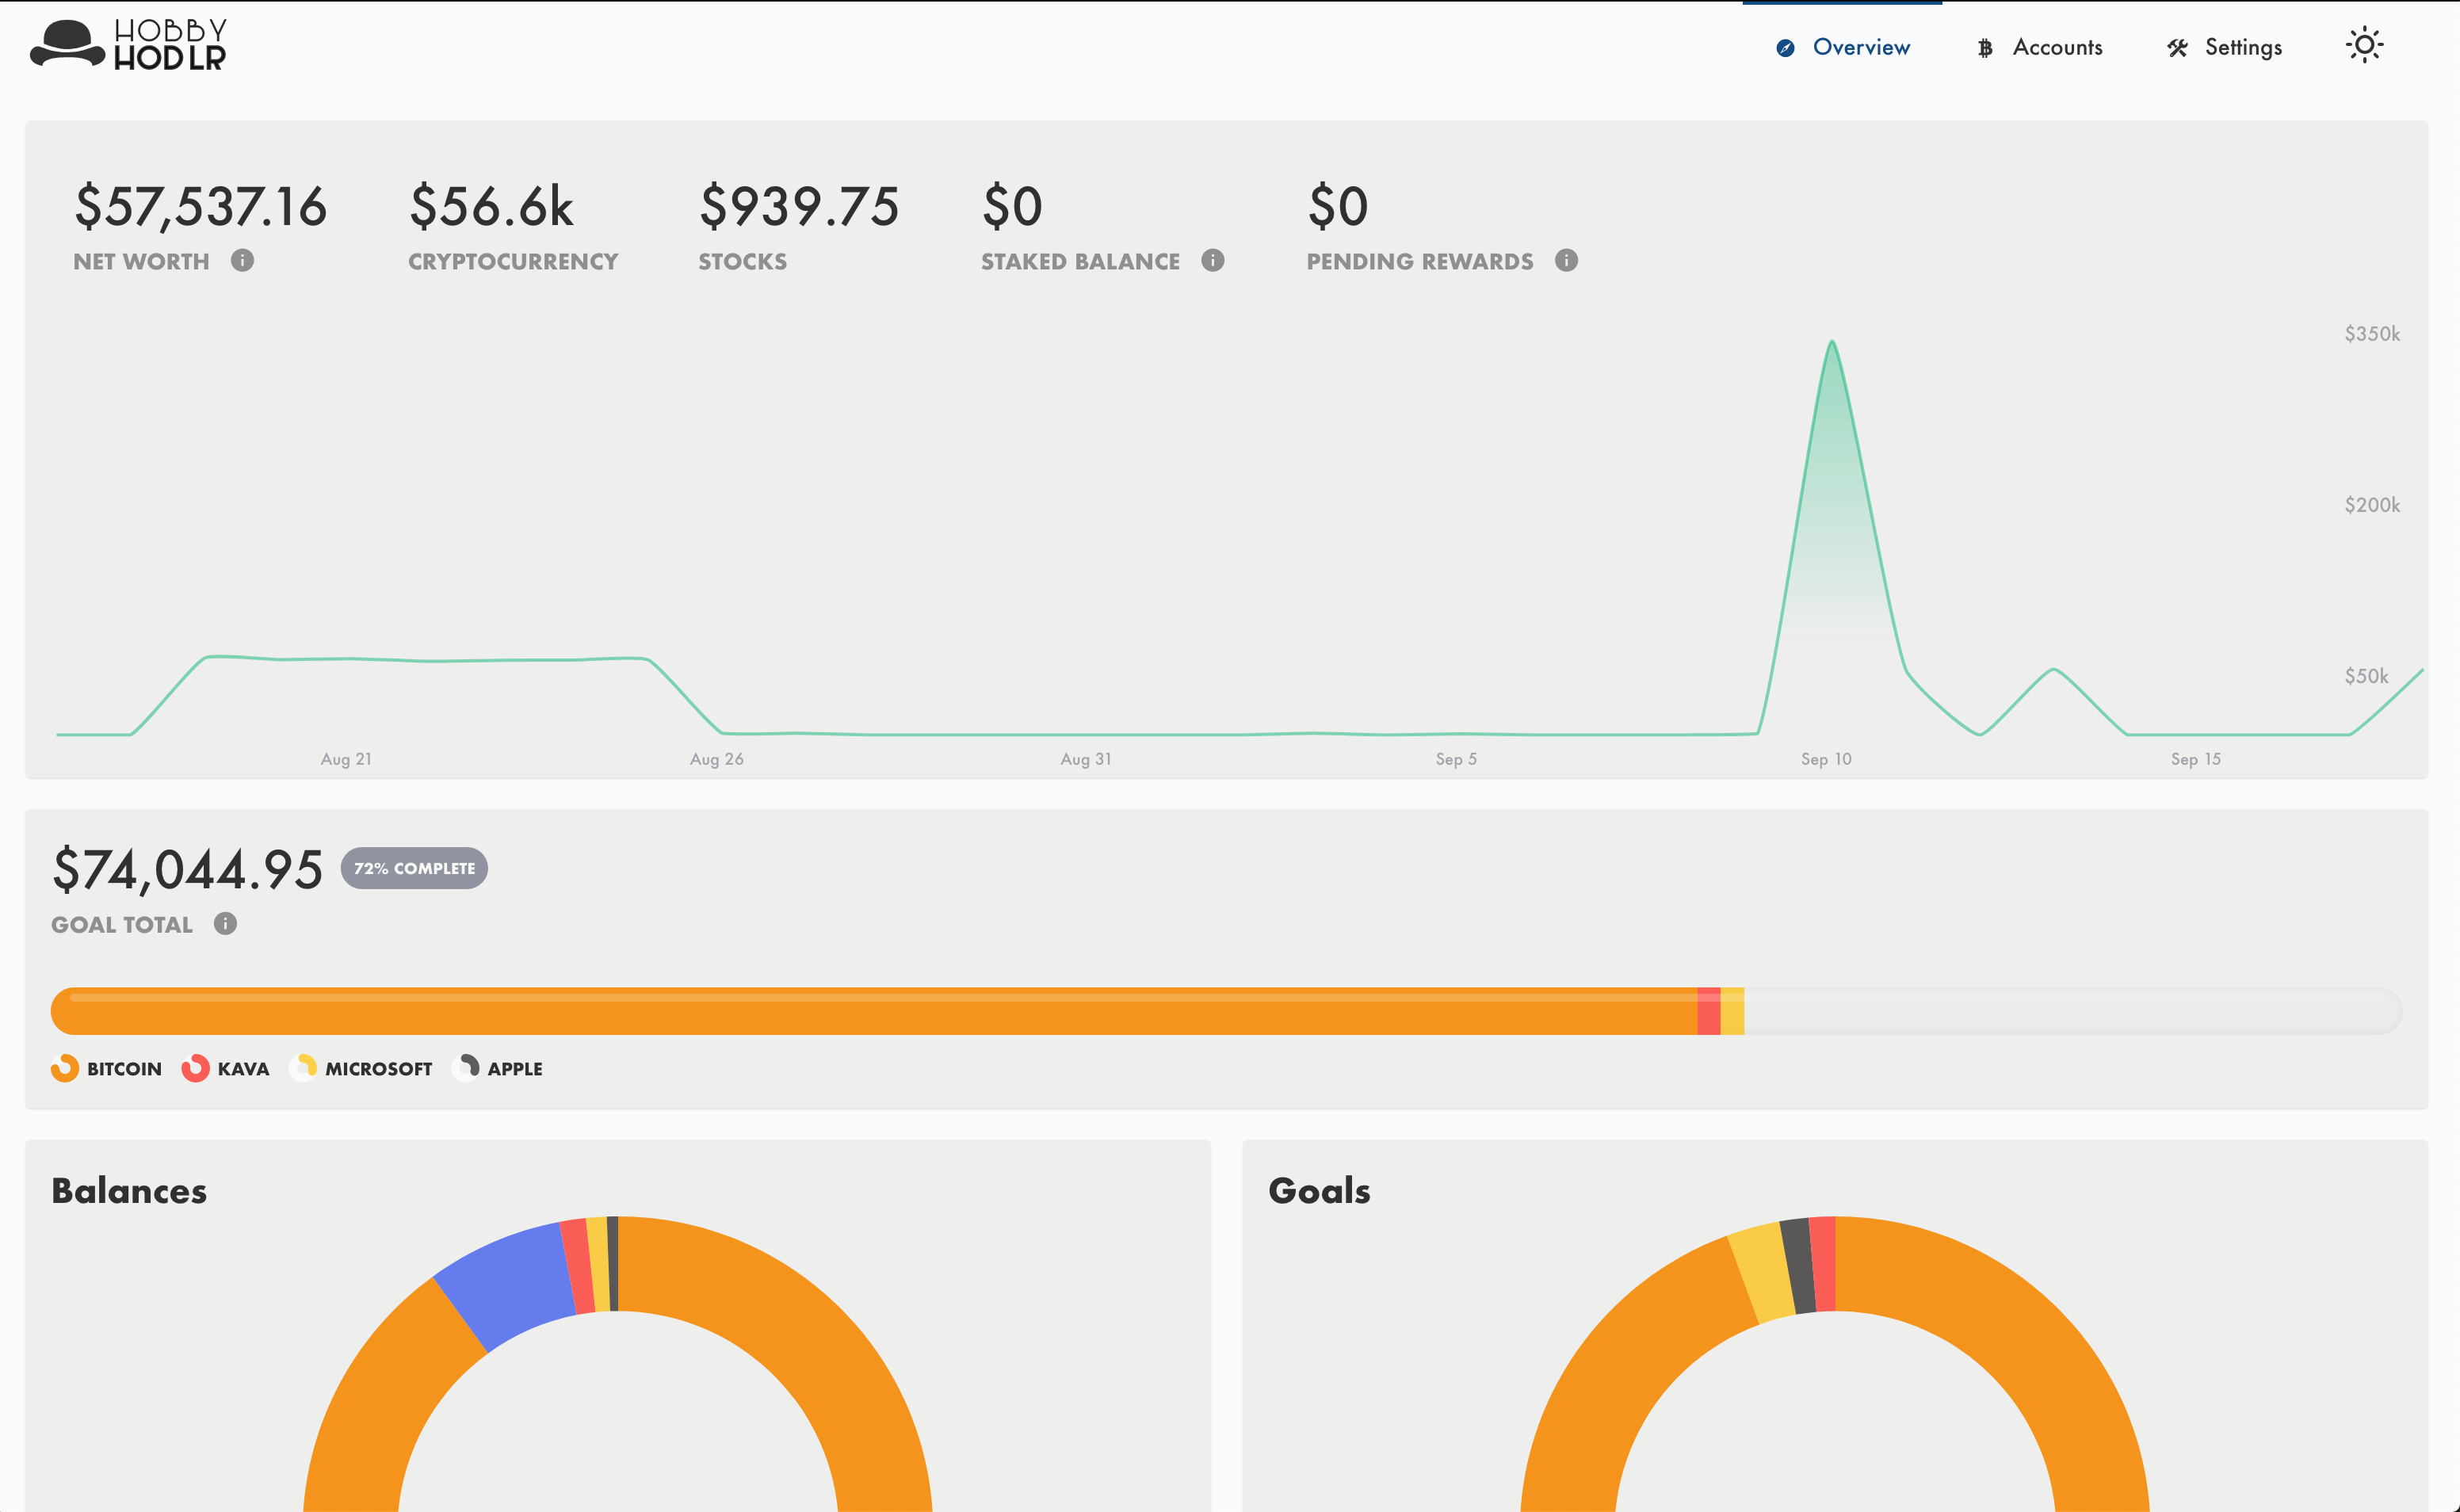 HOBBY
HODLR
Overview
Accounts
Settings
$57,537.16
NET WORTH
$56.6k
CRYPTOCURRENCY
$939.75
STOCKS
$0
STAKED BALANCE
$0
PENDING REWARDS
$350k
$200k
$50k
Aug 21
Aug 26
Aug 31
Sep 5
Sep 10
Sep 15
$74,044.95
72% COMPLETE
GOAL TOTAL
BITCOIN
KAVA
MICROSOFT
APPLE
Balances
Goals